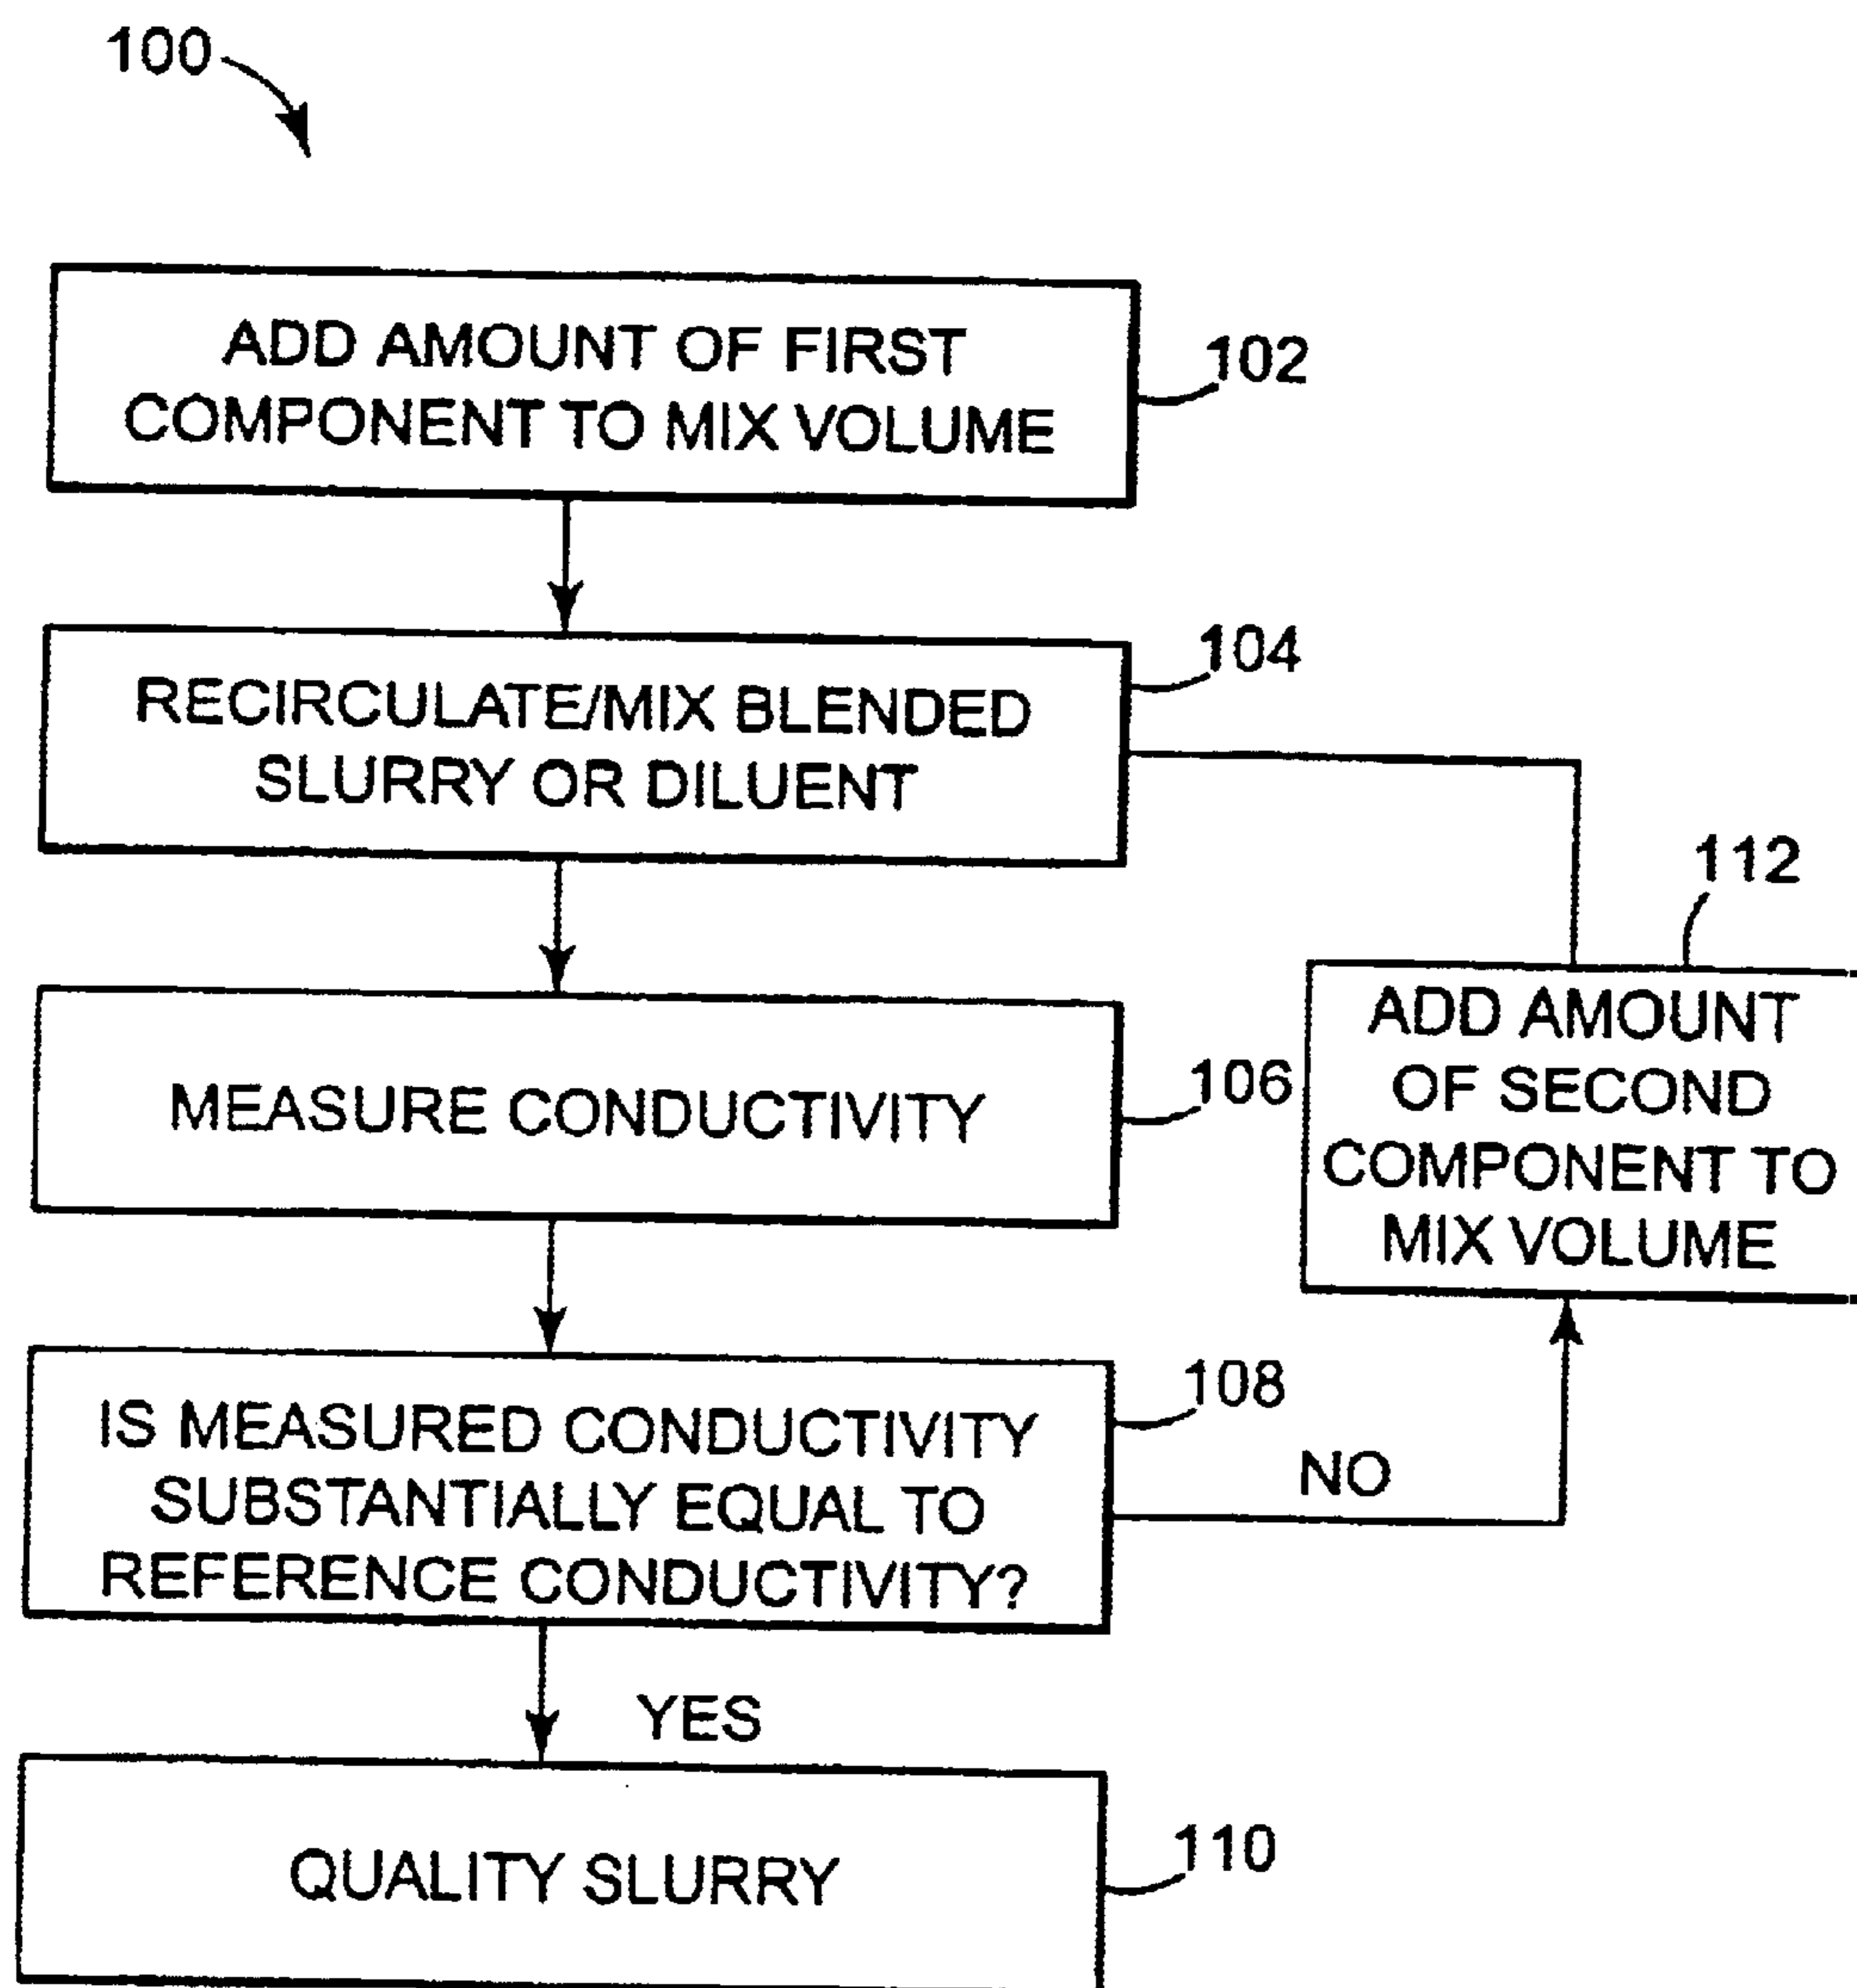 100
ADD AMOUNT OF FIRST
COMPONENT TO MIX VOLUME
102
RECIRCULATE/MIX BLENDED
SLURRY OR DILUENT
104
MEASURE CONDUCTIVITY
106
112
ADD AMOUNT
OF SECOND
COMPONENT TO
MIX VOLUME
IS MEASURED CONDUCTIVITY
SUBSTANTIALLY EQUAL TO
REFERENCE CONDUCTIVITY?
108
NO
YES
QUALITY SLURRY
110